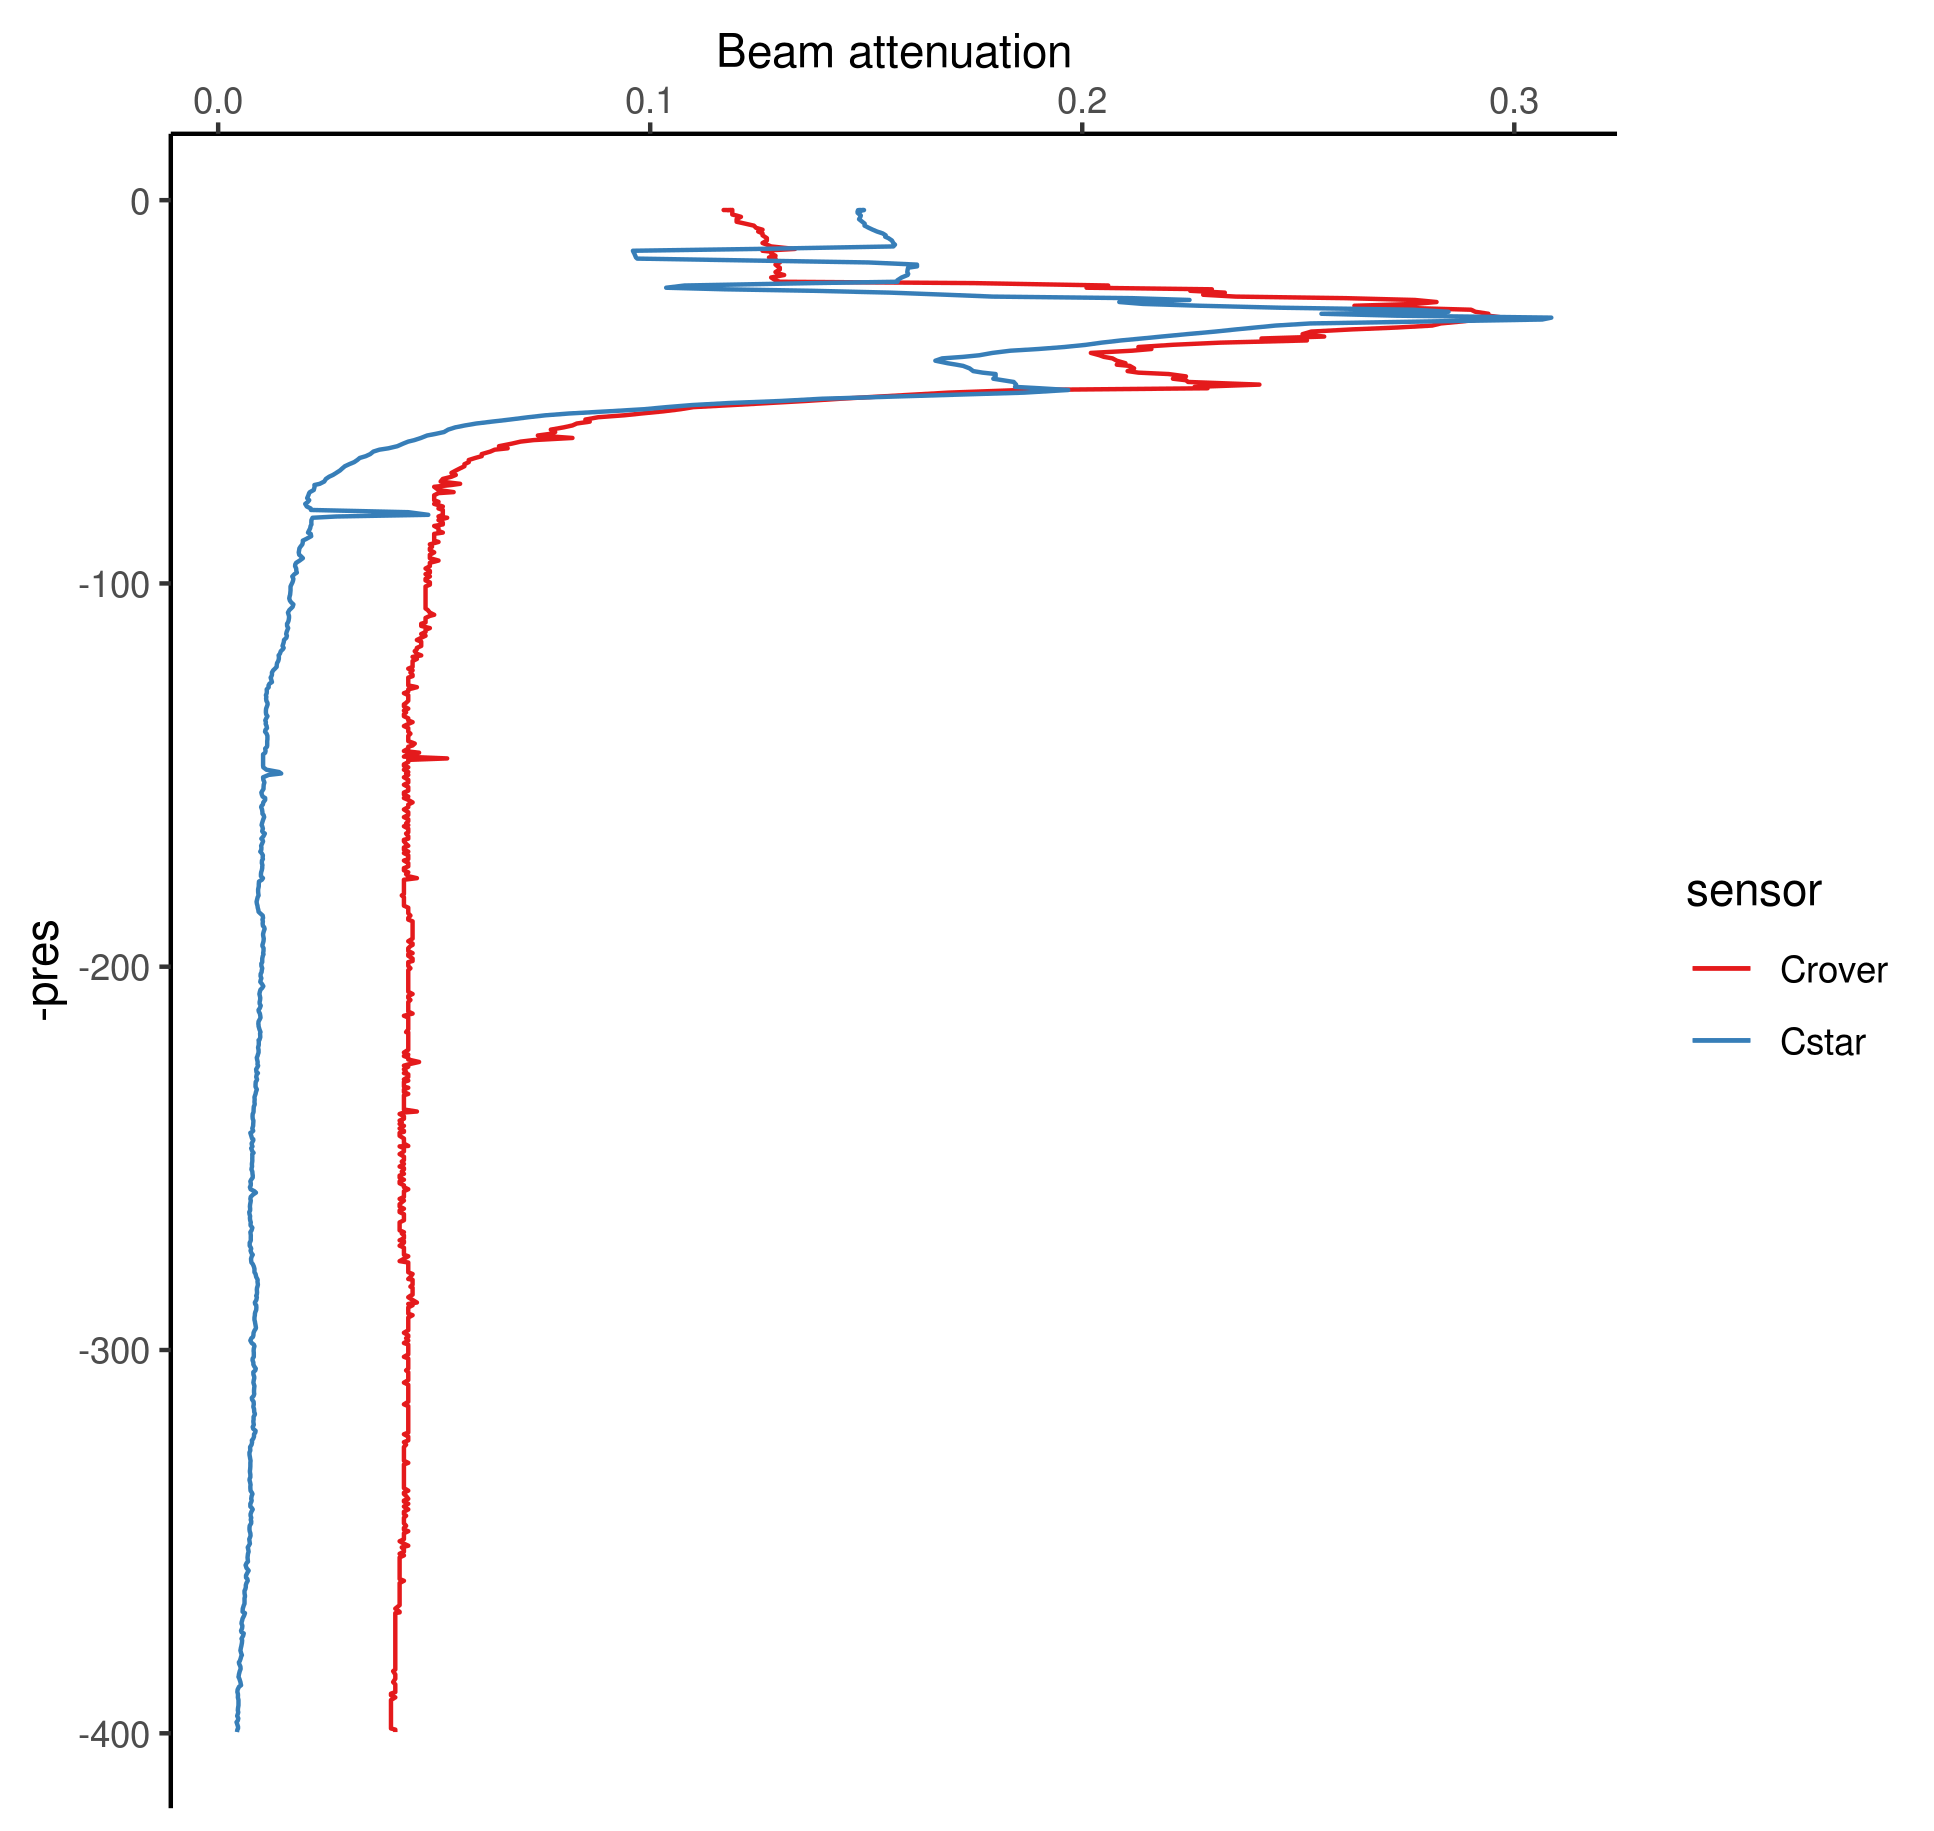 Beam attenuation
0.0 0.1 0.2 0.3
0
-100
-200
-300
-400
-pres
sensor
Crover
Cstar